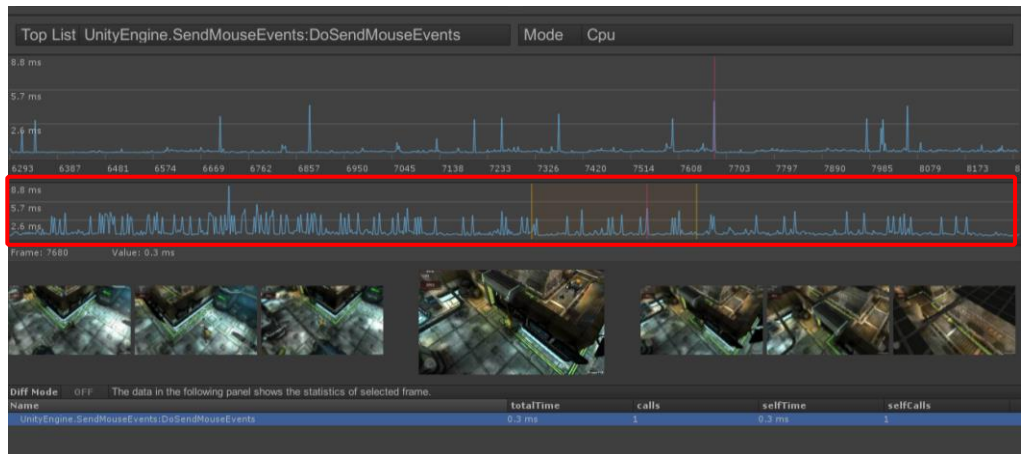 Top List UnityEngine.SendMouseEvents:DoSendMouseEvents Mode Cpu
8.8 ms
5.7 ms
2.6 ms
6293 6387 6481 6574 6669 6762 6857 6950 7045 7138 7233 7326 7420 7514 7608 7703 7797 7890 7985 8079 8173 8
8.8 ms
5.7 ms
2.6 ms
Frame: 7680 Value: 0.3 ms
Diff Mode OFF The data in the following panel shows the statistics of selected frame.
Name totalTime calls selfTime selfCalls
UnityEngine.SendMouseEvents:DoSendMouseEvents 0.3 ms 1 0.3 ms 1